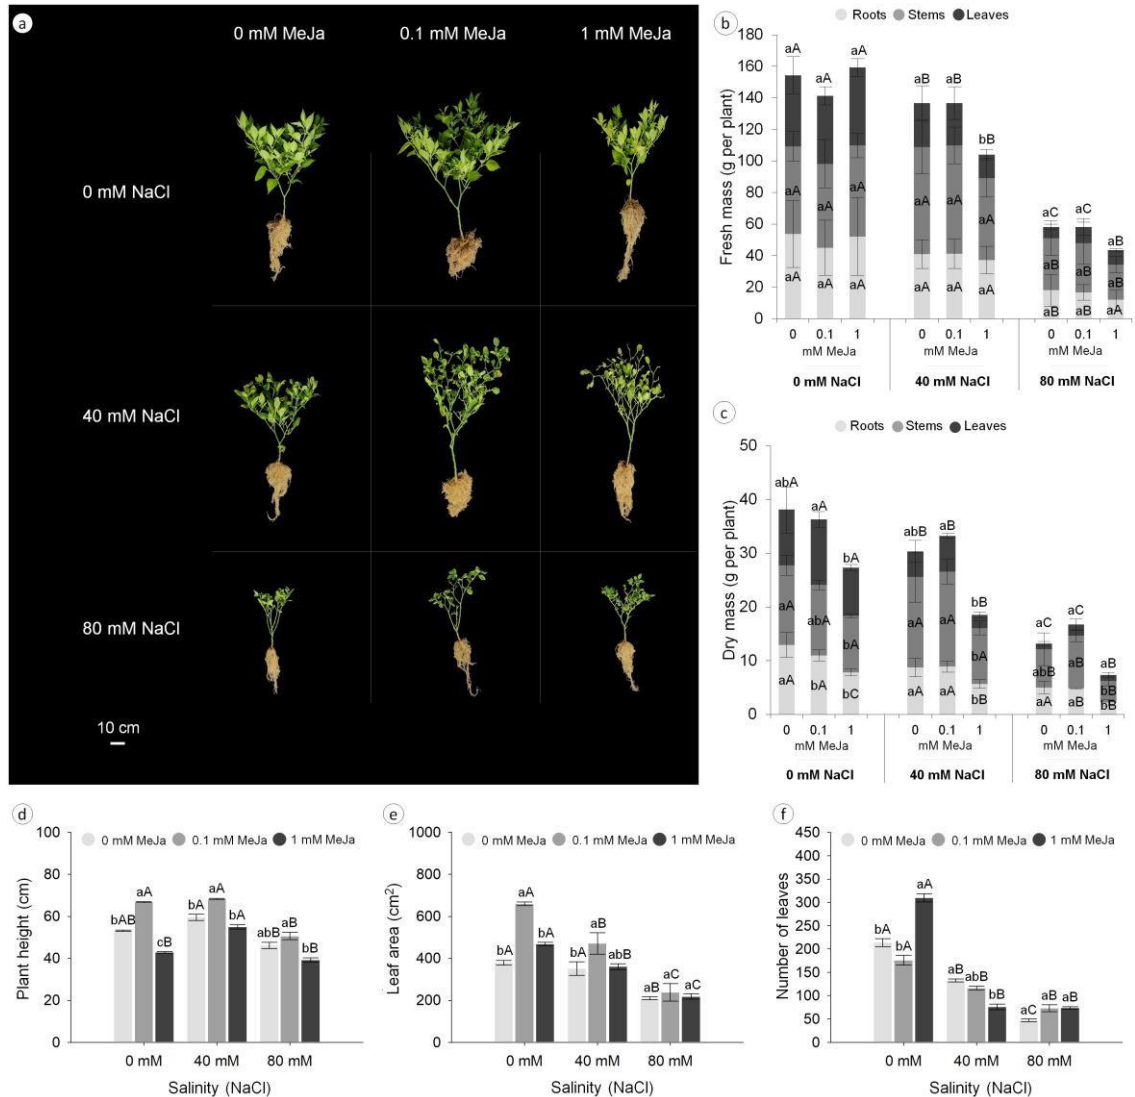 a
0 mM MeJa 0.1 mM MeJa 1 mM MeJa
0 mM NaCl
40 mM NaCl
80 mM NaCl
10 cm
b
Roots Stems Leaves
Fresh mass (g per plant)
180
160
140
120
100
80
60
40
20
0
aA aA aA aB aB bB aC aC aB
aA aA aA aA aA aA aB aB aB
aA aA aA aA aA aA aB aB aA
0 0.1 1 0 0.1 1 0 0.1 1
mM MeJa mM MeJa mM MeJa
0 mM NaCl 40 mM NaCl 80 mM NaCl
c
Roots Stems Leaves
Dry mass (g per plant)
50
40
30
20
10
0
abA aA bA abB aB bB aC aC aB
aA abA bA aA aA bA abB aB bB
aA bA bC aA aA bB aA aB bB
0 0.1 1 0 0.1 1 0 0.1 1
mM MeJa mM MeJa mM MeJa
0 mM NaCl 40 mM NaCl 80 mM NaCl
d
0 mM MeJa 0.1 mM MeJa 1 mM MeJa
Plant height (cm)
100
80
60
40
20
0
bAB aA cB bA aA bA abB aB bB
0 mM 40 mM 80 mM
Salinity (NaCl)
e
0 mM MeJa 0.1 mM MeJa 1 mM MeJa
Leaf area (cm²)
1000
800
600
400
200
0
bA aA bA bA aB abB aB aC aC
0 mM 40 mM 80 mM
Salinity (NaCl)
f
0 mM MeJa 0.1 mM MeJa 1 mM MeJa
Number of leaves
450
400
350
300
250
200
150
100
50
0
bA bA aA aB abB bB aC aB aB
0 mM 40 mM 80 mM
Salinity (NaCl)